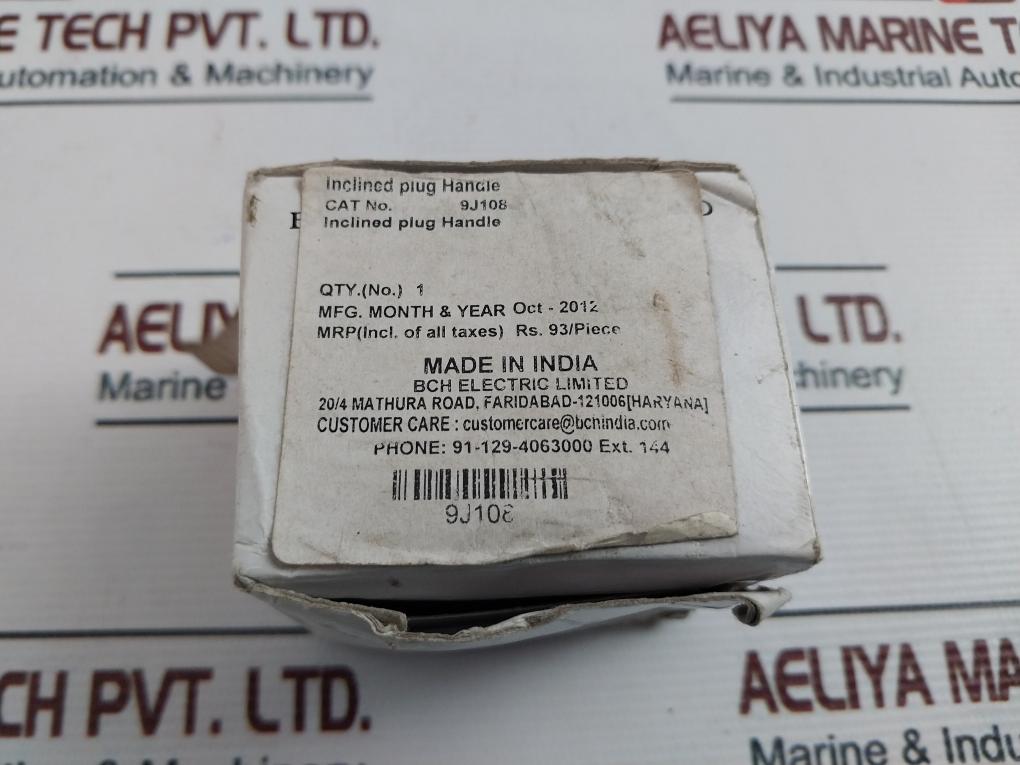 E TECH PVT. LTD.
utomation & Machinery
AELIYA MARINE T
Marine & Industrial Auto
Inclined plug Handle
CAT No. 9J108
Inclined plug Handle
QTY.(No.) 1
MFG. MONTH & YEAR Oct - 2012
MRP(Incl. of all taxes) Rs. 93/Piece
MADE IN INDIA
BCH ELECTRIC LIMITED
20/4 MATHURA ROAD, FARIDABAD-121006[HARYANA]
CUSTOMER CARE : customercare@bchindia.com
PHONE: 91-129-4063000 Ext. 144
9J108
AELIY
Marine
LTD.
hinery
CH PVT. LTD.
AELIYA MA
Marine & Indu